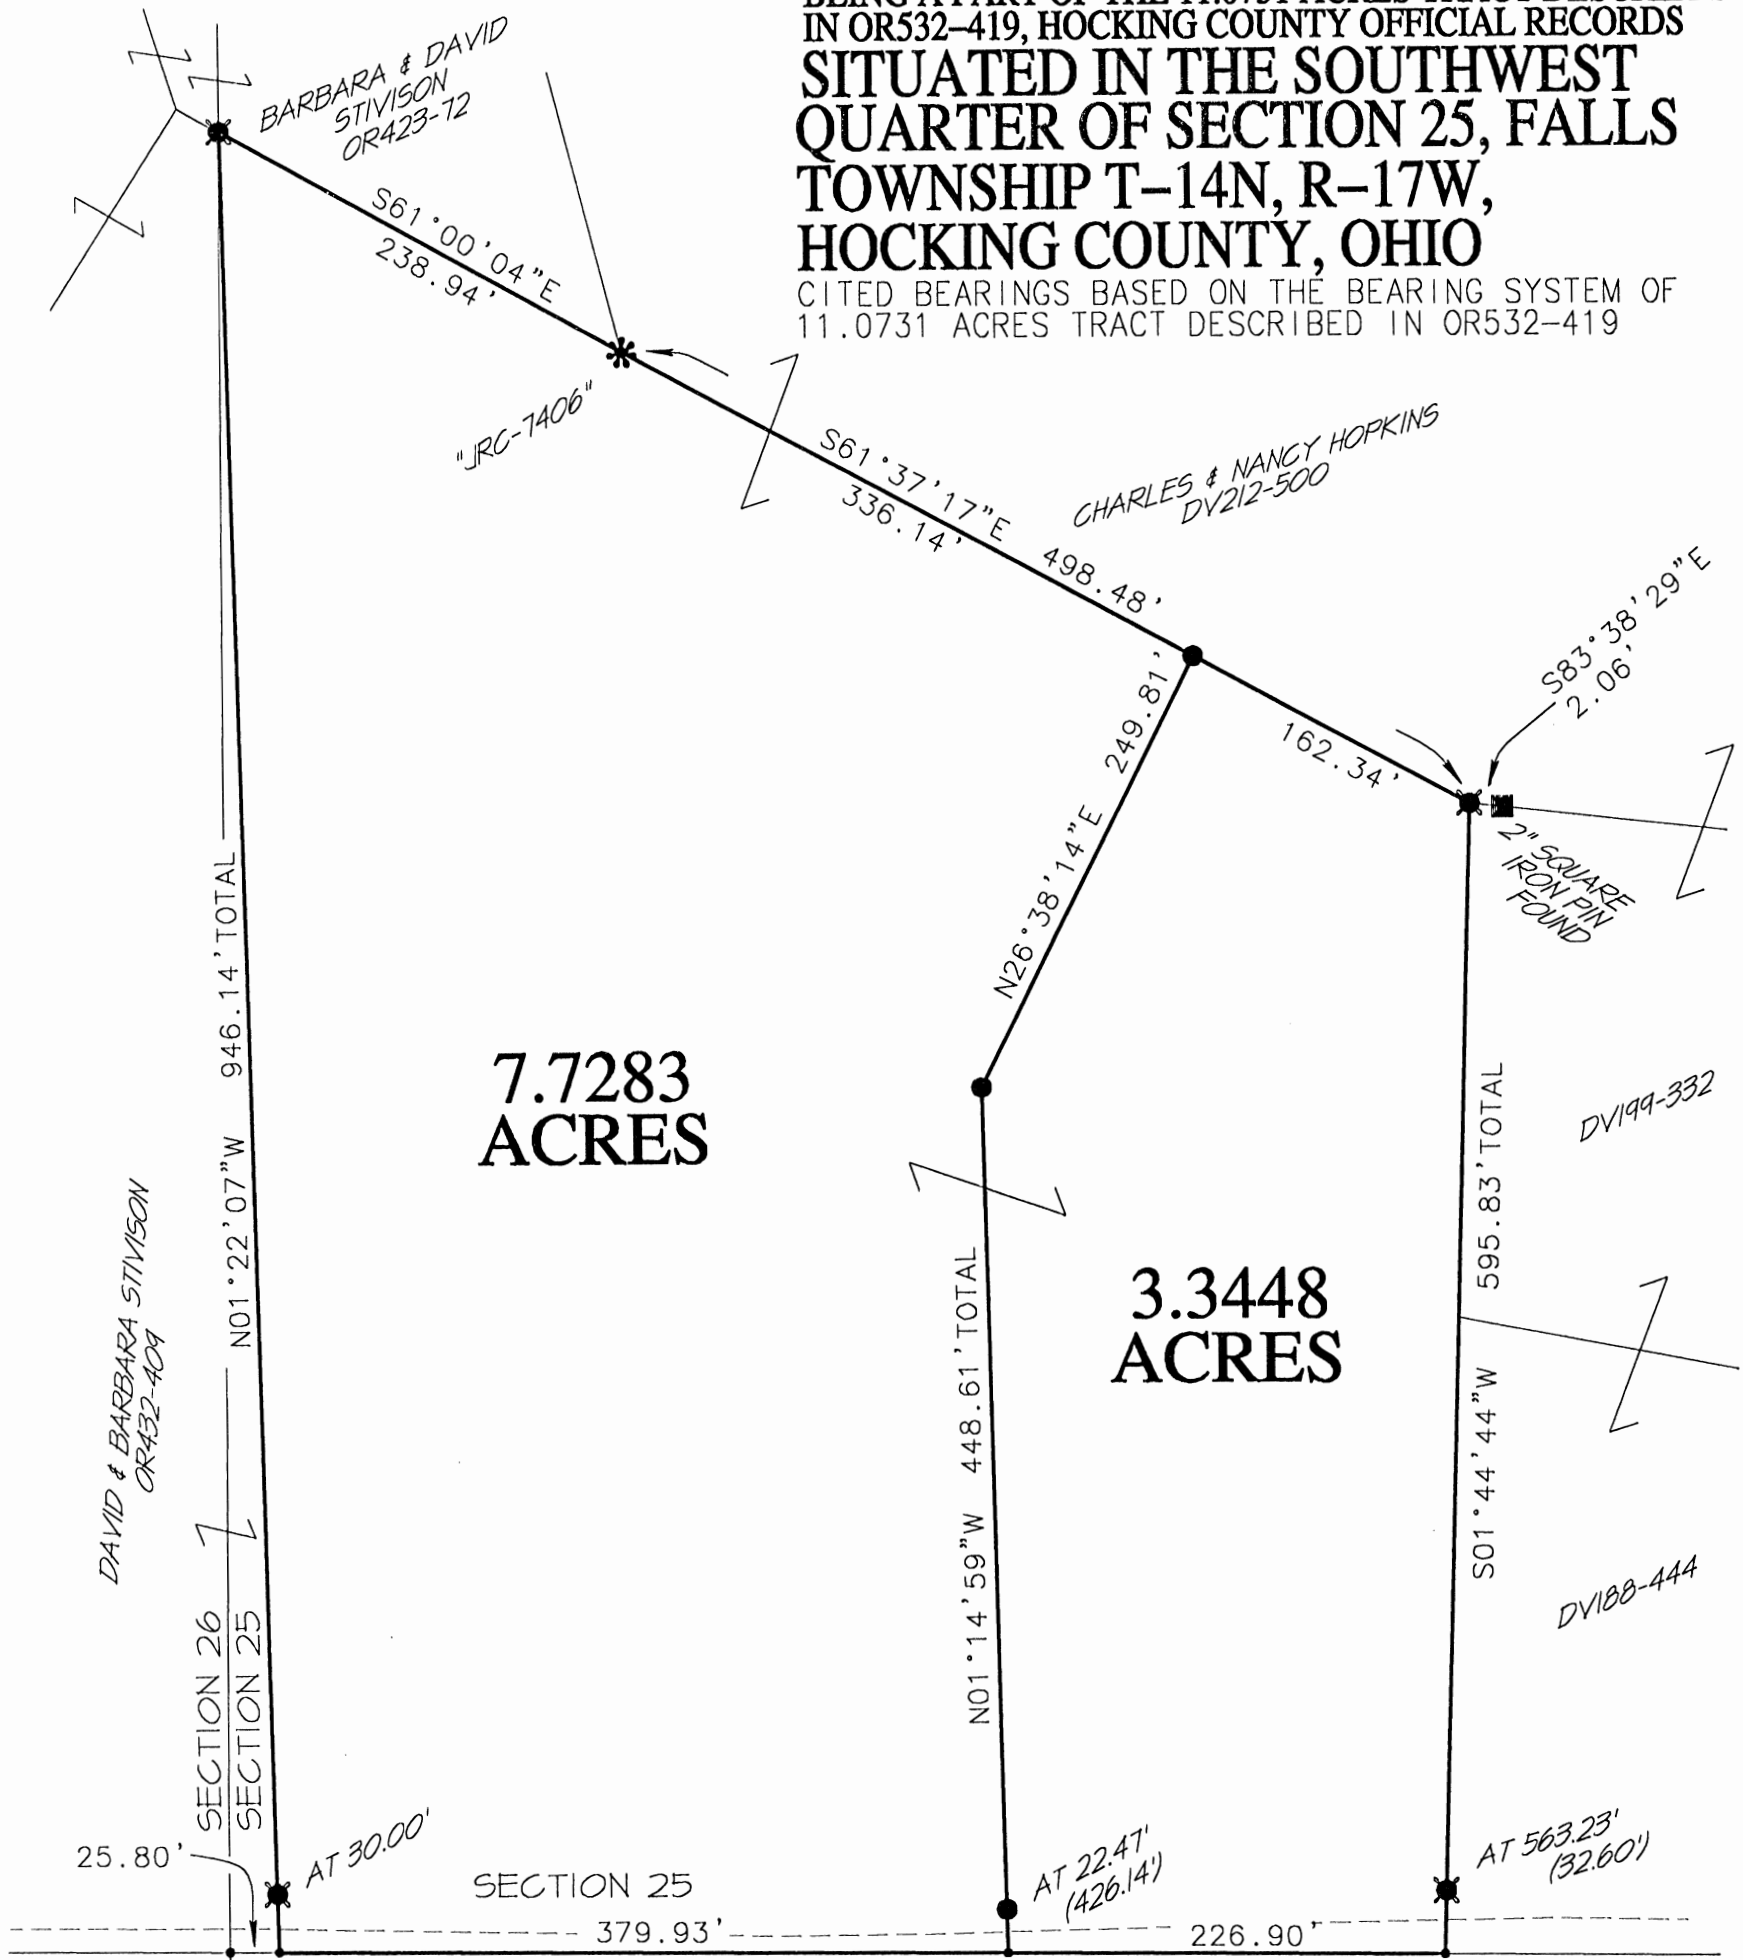 IN OR532–419, HOCKING COUNTY OFFICIAL RECORDS
SITUATED IN THE SOUTHWEST
QUARTER OF SECTION 25, FALLS
TOWNSHIP T–14N, R–17W,
HOCKING COUNTY, OHIO
CITED BEARINGS BASED ON THE BEARING SYSTEM OF
11.0731 ACRES TRACT DESCRIBED IN OR532–419
BARBARA & DAVID
STIVISON
OR423-72
S61°00'04"E
238.94'
"JRC-7406"
S61°37'17"E 498.48'
336.14'
CHARLES & NANCY HOPKINS
DV212-500
S83°38'29"E
2.06'
162.34'
2" SQUARE
IRON PIN
FOUND
N26°38'14"E 249.81'
N01°22'07"W 946.14' TOTAL
7.7283
ACRES
3.3448
ACRES
N01°14'59"W 448.61' TOTAL
S01°44'44"W 595.83' TOTAL
DV199-332
DV188-444
DAVID & BARBARA STIVISON
OR432-409
SECTION 26
SECTION 25
25.80'
AT 30.00'
SECTION 25
AT 22.47'
(426.14')
AT 563.23'
(32.60')
379.93'
226.90'